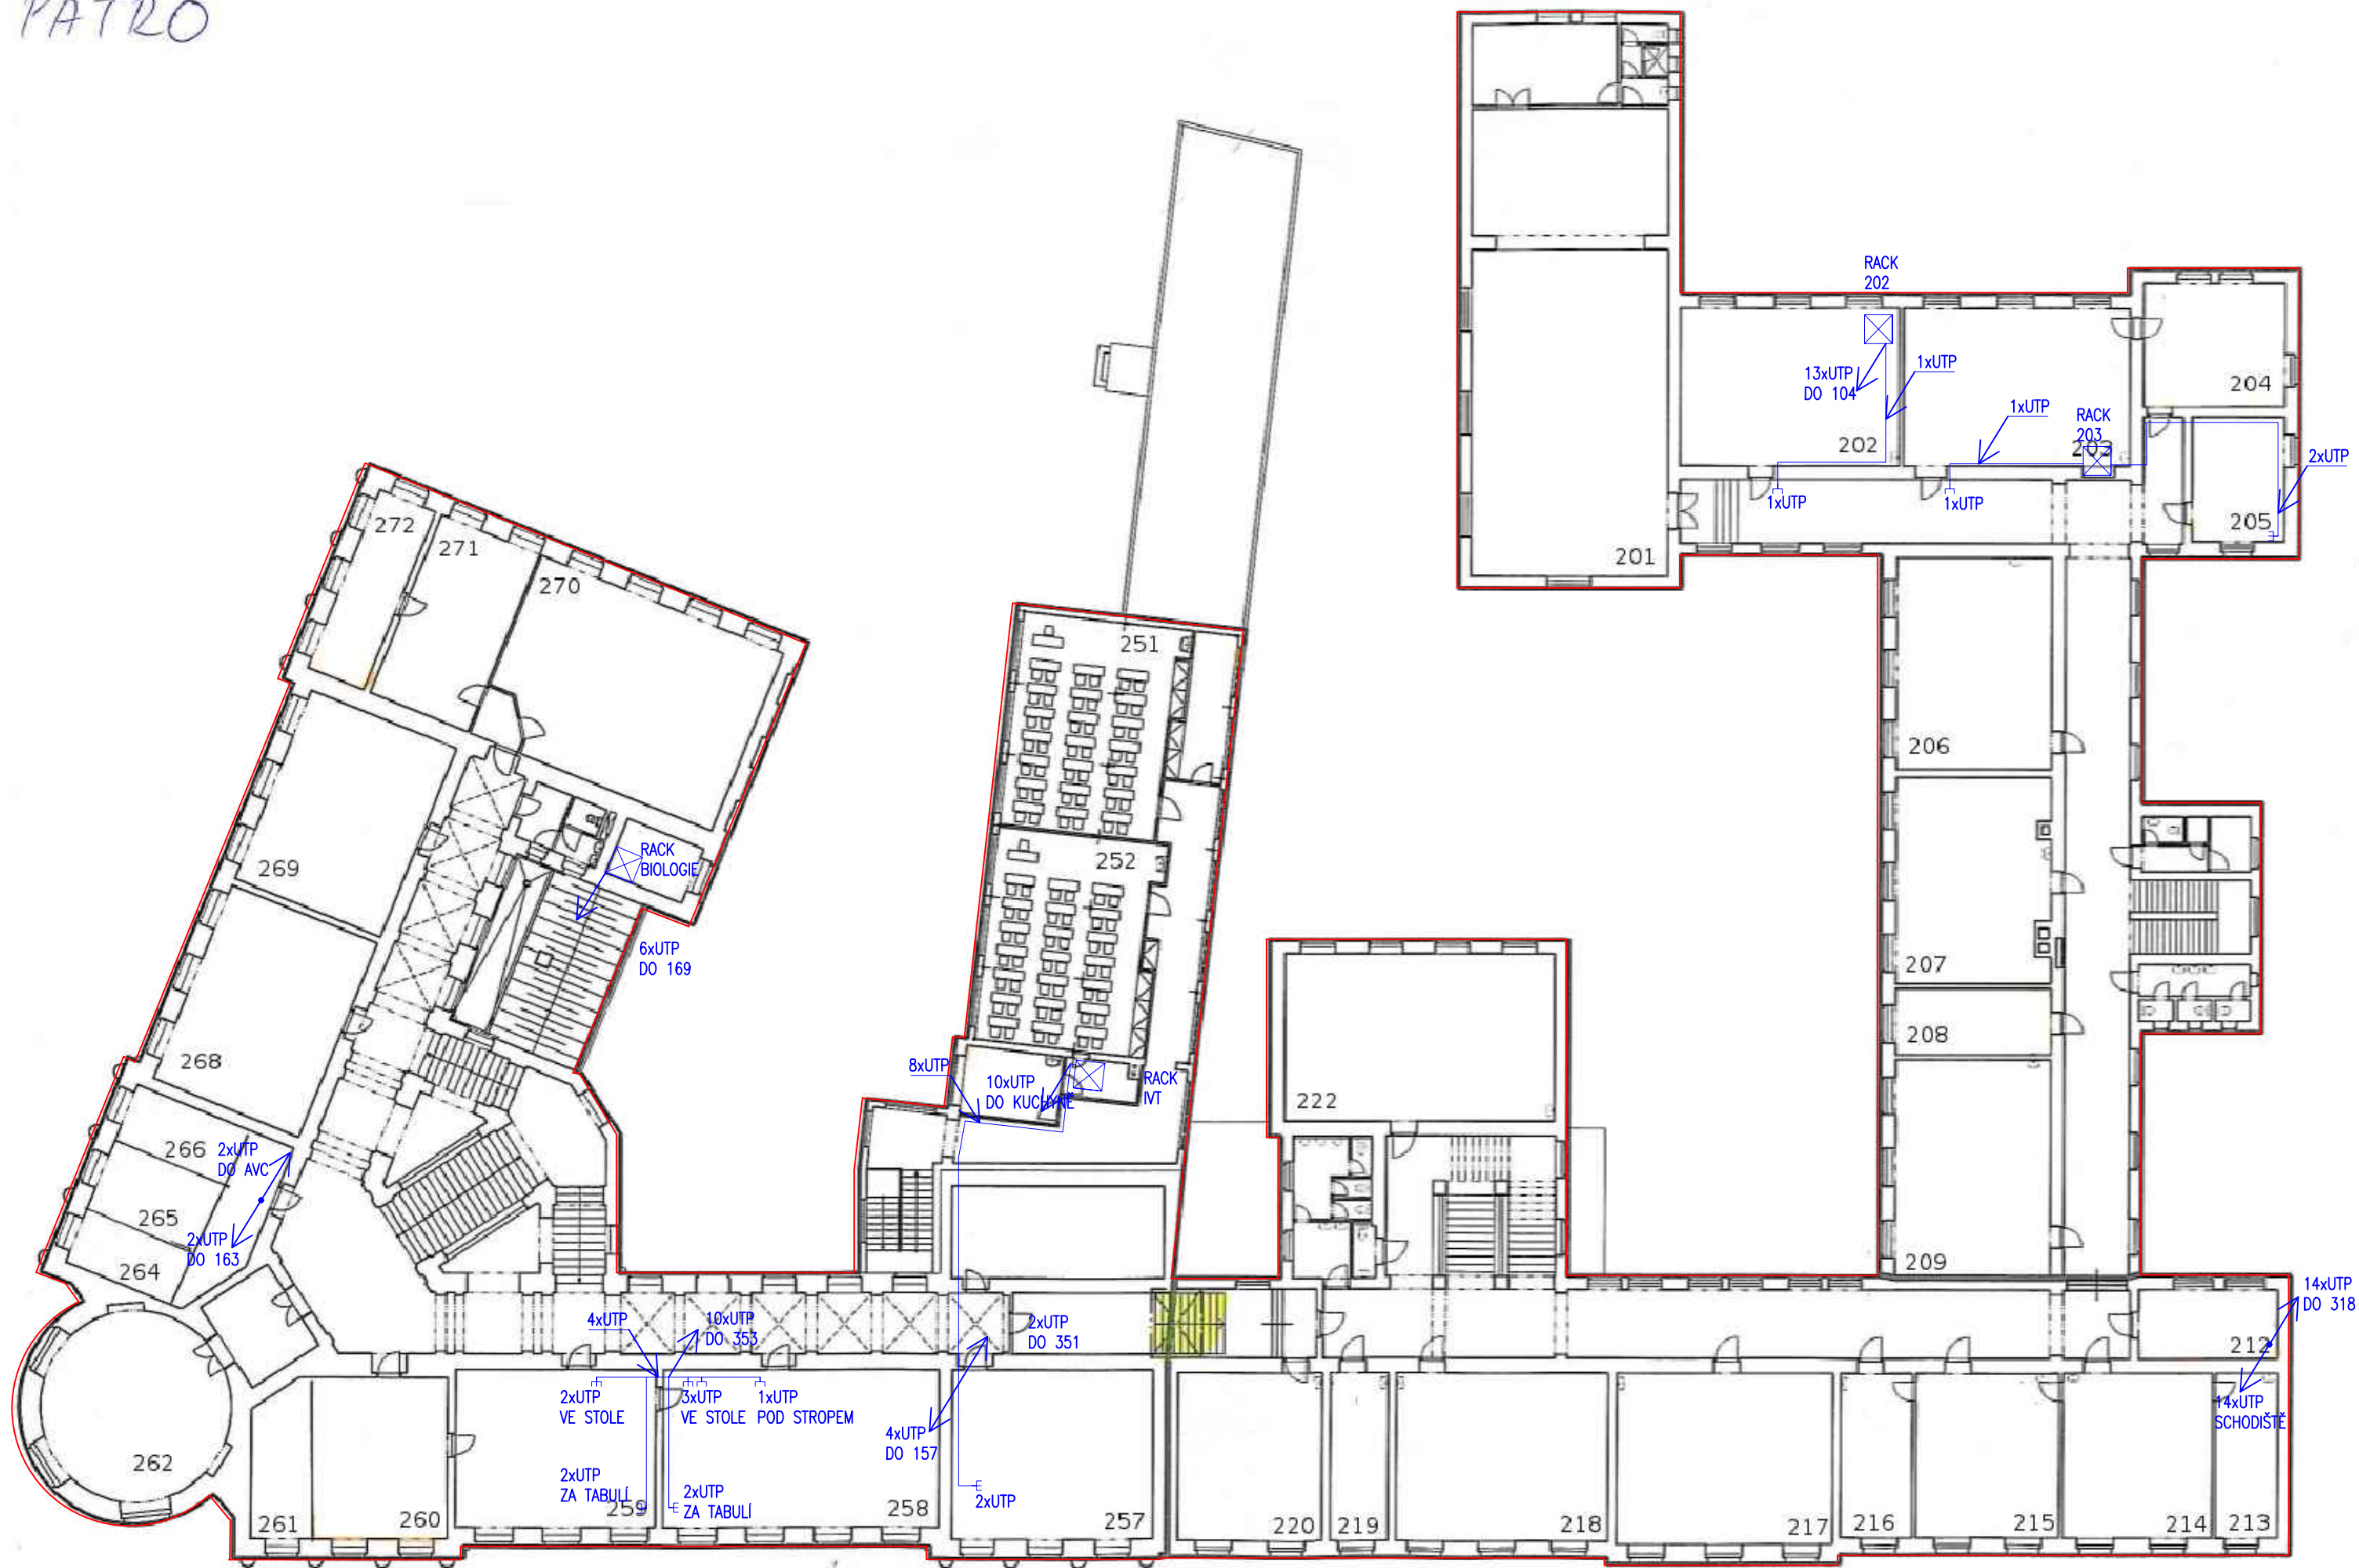 PATRO
RACK
202
13xUTP
DO 104
1xUTP
1xUTP
RACK
203
203
202
204
2xUTP
205
1xUTP
1xUTP
201
272
271
270
251
269
252
206
RACK
BIOLOGIE
6xUTP
DO 169
207
268
208
8xUTP
10xUTP
DO KUCHYNĚ
RACK
IVT
222
266
2xUTP
DO AVC
265
2xUTP
DO 163
264
209
4xUTP
10xUTP
DO 353
2xUTP
DO 351
14xUTP
DO 318
212
2xUTP
VE STOLE
3xUTP
VE STOLE
1xUTP
POD STROPEM
4xUTP
DO 157
14xUTP
SCHODIŠTĚ
262
2xUTP
ZA TABULÍ
2xUTP
ZA TABULÍ
2xUTP
261
260
259
258
257
220
219
218
217
216
215
214
213